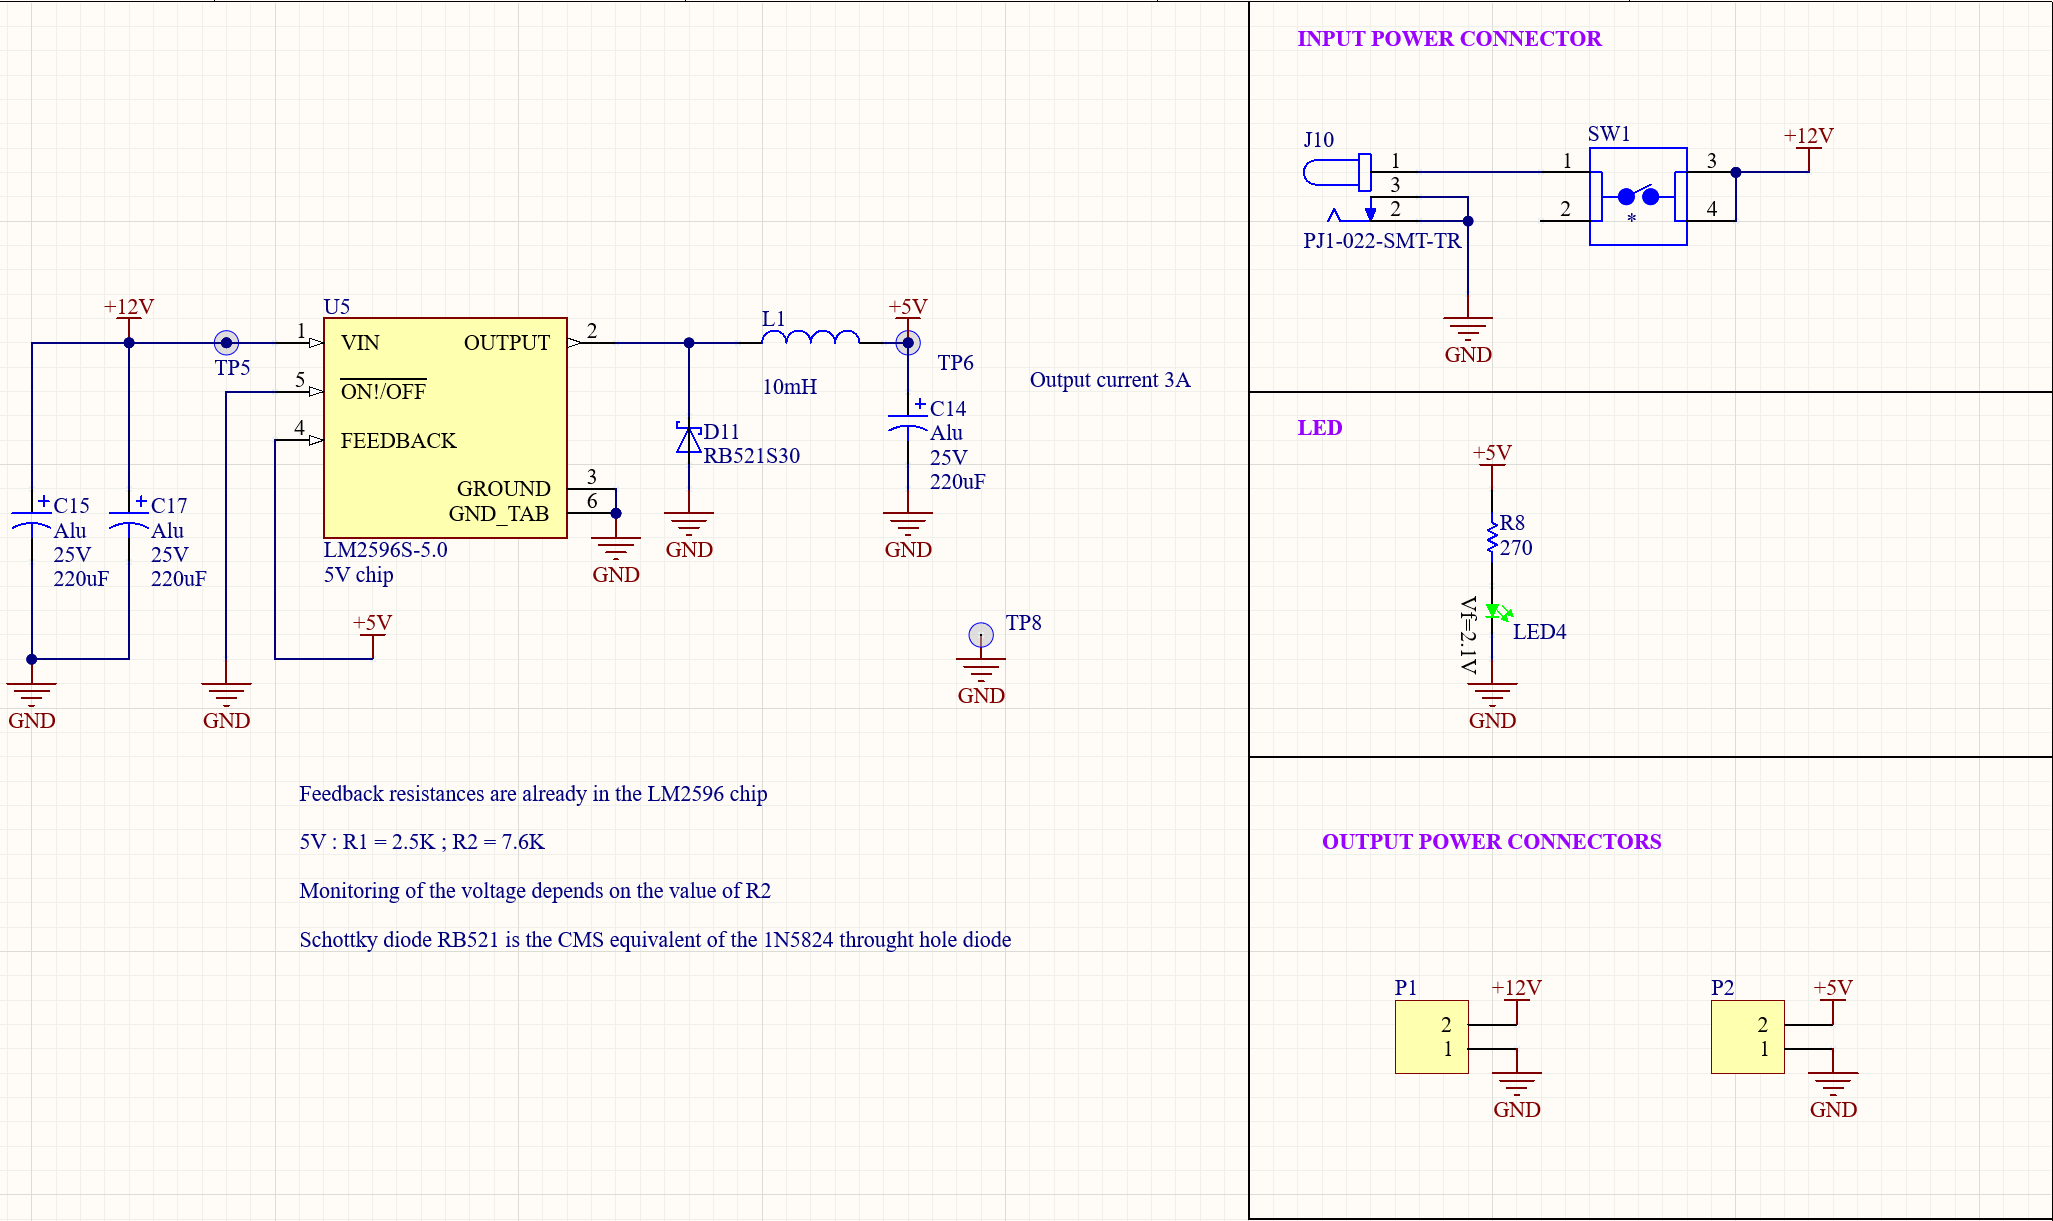 +12V
U5
1
VIN
OUTPUT
2
TP5
5
ON!/OFF
4
FEEDBACK
GROUND
3
GND_TAB
6
LM2596S-5.0
5V chip
GND
C15
Alu
25V
220uF
C17
Alu
25V
220uF
GND
GND
+5V
L1
10mH
D11
RB521S30
GND
+5V
TP6
C14
Alu
25V
220uF
GND
Output current 3A
TP8
GND
Feedback resistances are already in the LM2596 chip
5V : R1 = 2.5K ; R2 = 7.6K
Monitoring of the voltage depends on the value of R2
Schottky diode RB521 is the CMS equivalent of the 1N5824 throught hole diode
INPUT POWER CONNECTOR
J10
1
3
2
PJ1-022-SMT-TR
GND
SW1
1
2
3
4
*
+12V
LED
+5V
R8
270
Vf=2.1V
LED4
GND
OUTPUT POWER CONNECTORS
P1
2
1
+12V
GND
P2
2
1
+5V
GND